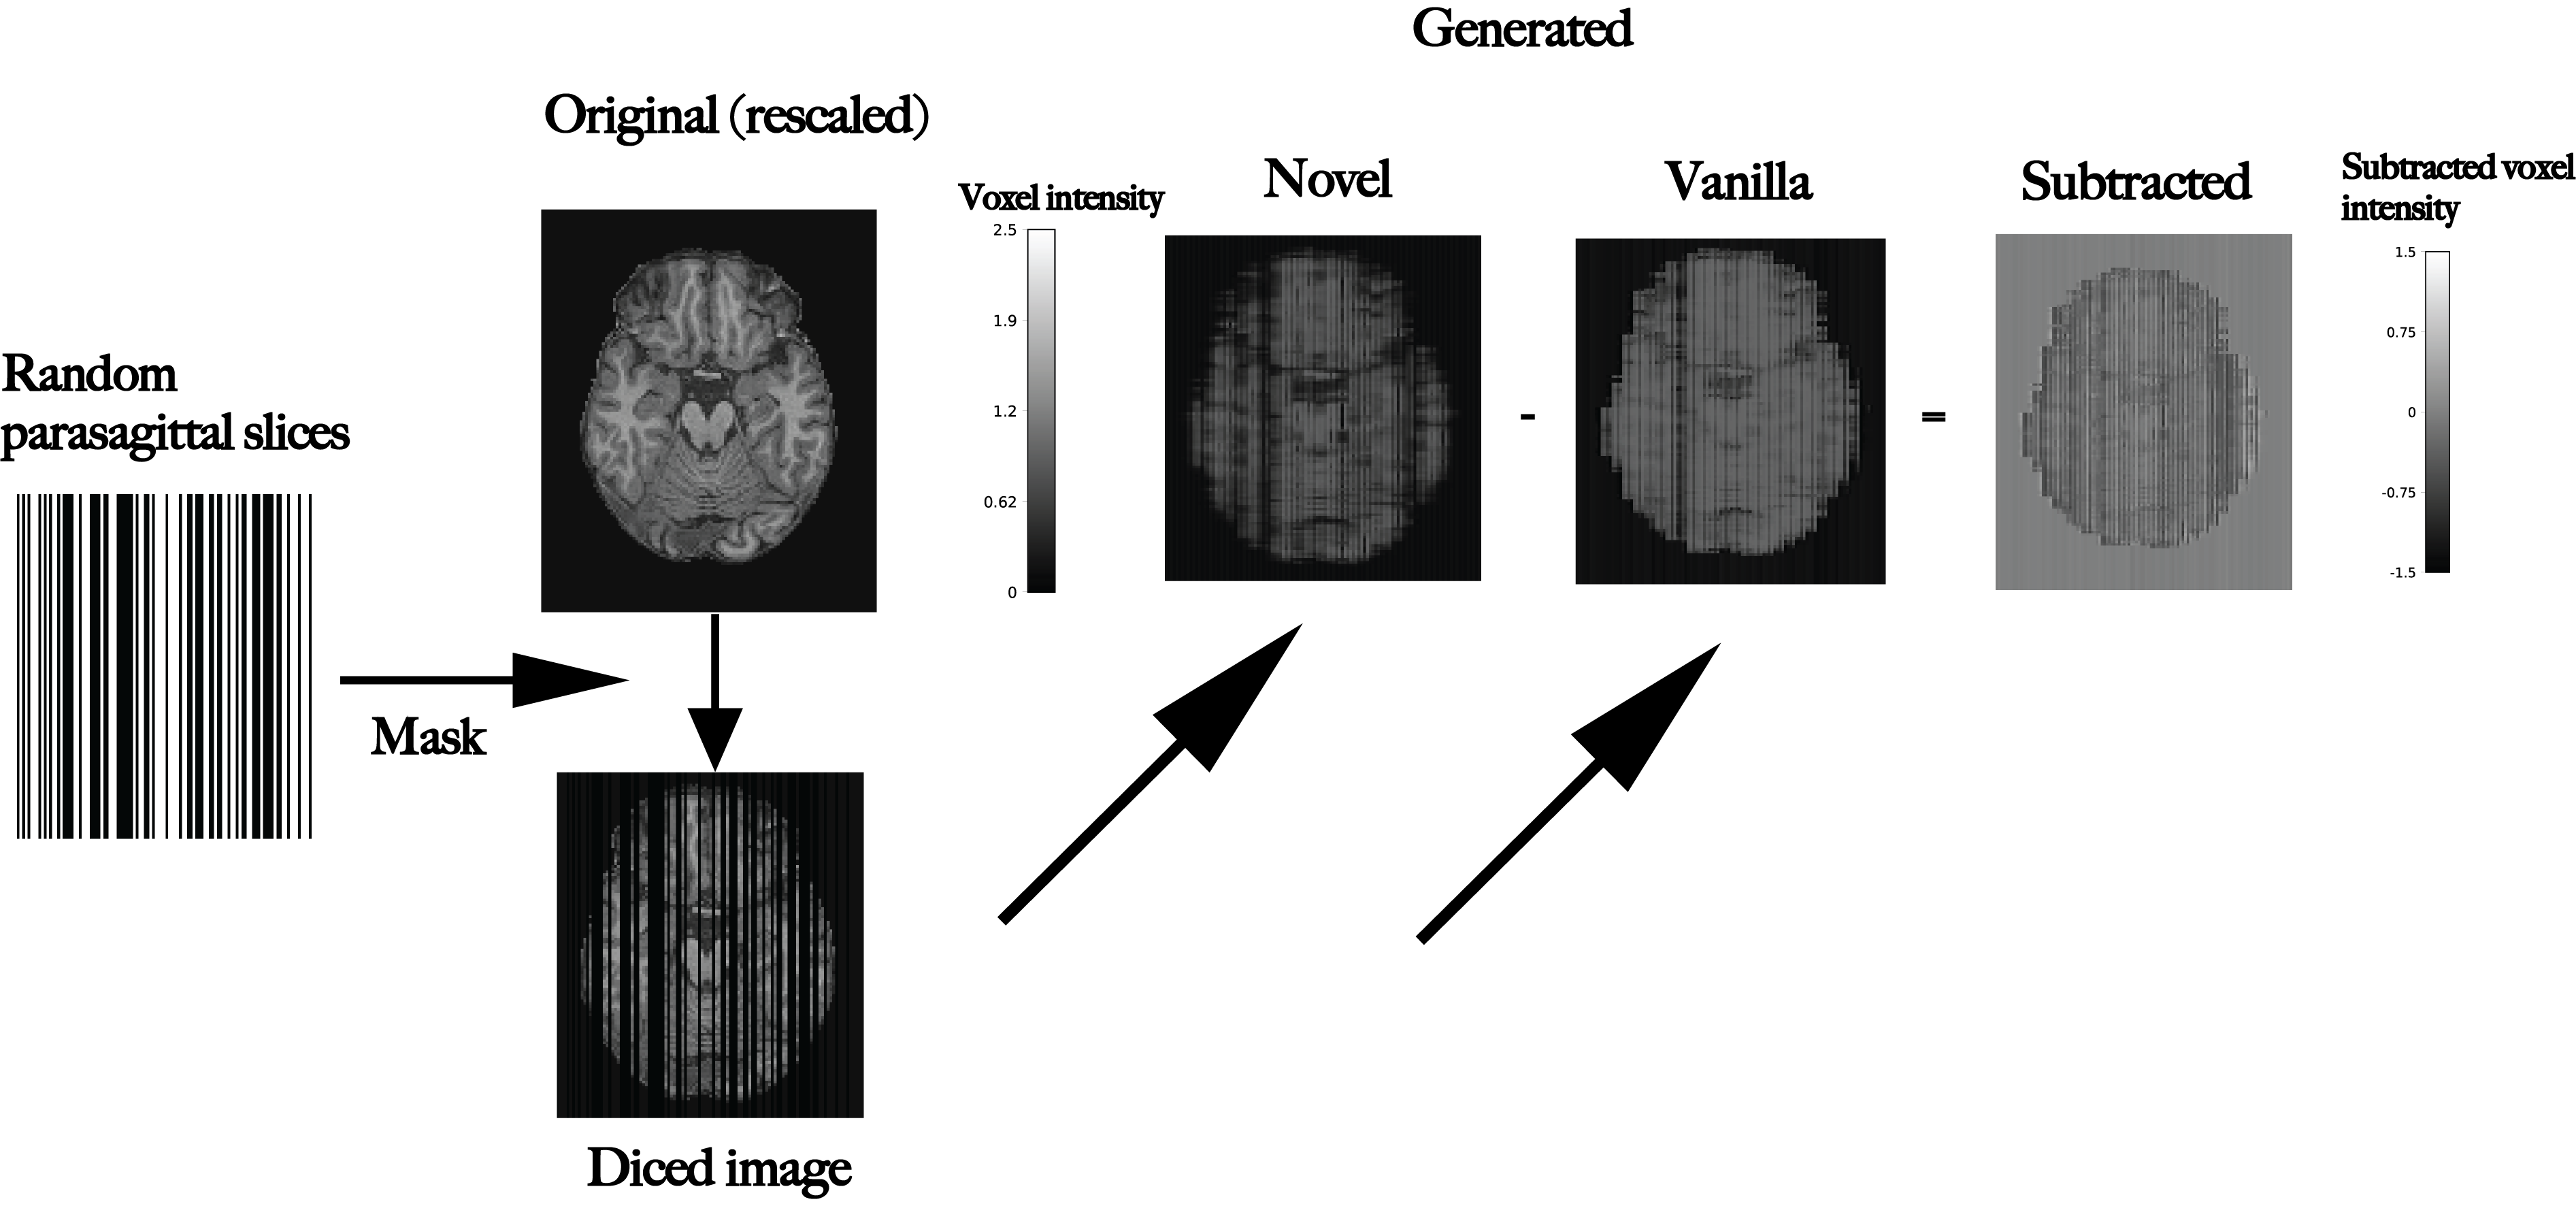 Generated
Original (rescaled)
Novel
Vanilla
Subtracted
Voxel intensity
2.5
1.9
1.2
0.62
0
Subtracted voxel
intensity
1.5
0.75
0
-0.75
-1.5
-
=
Random
parasagittal slices
Mask
Diced image